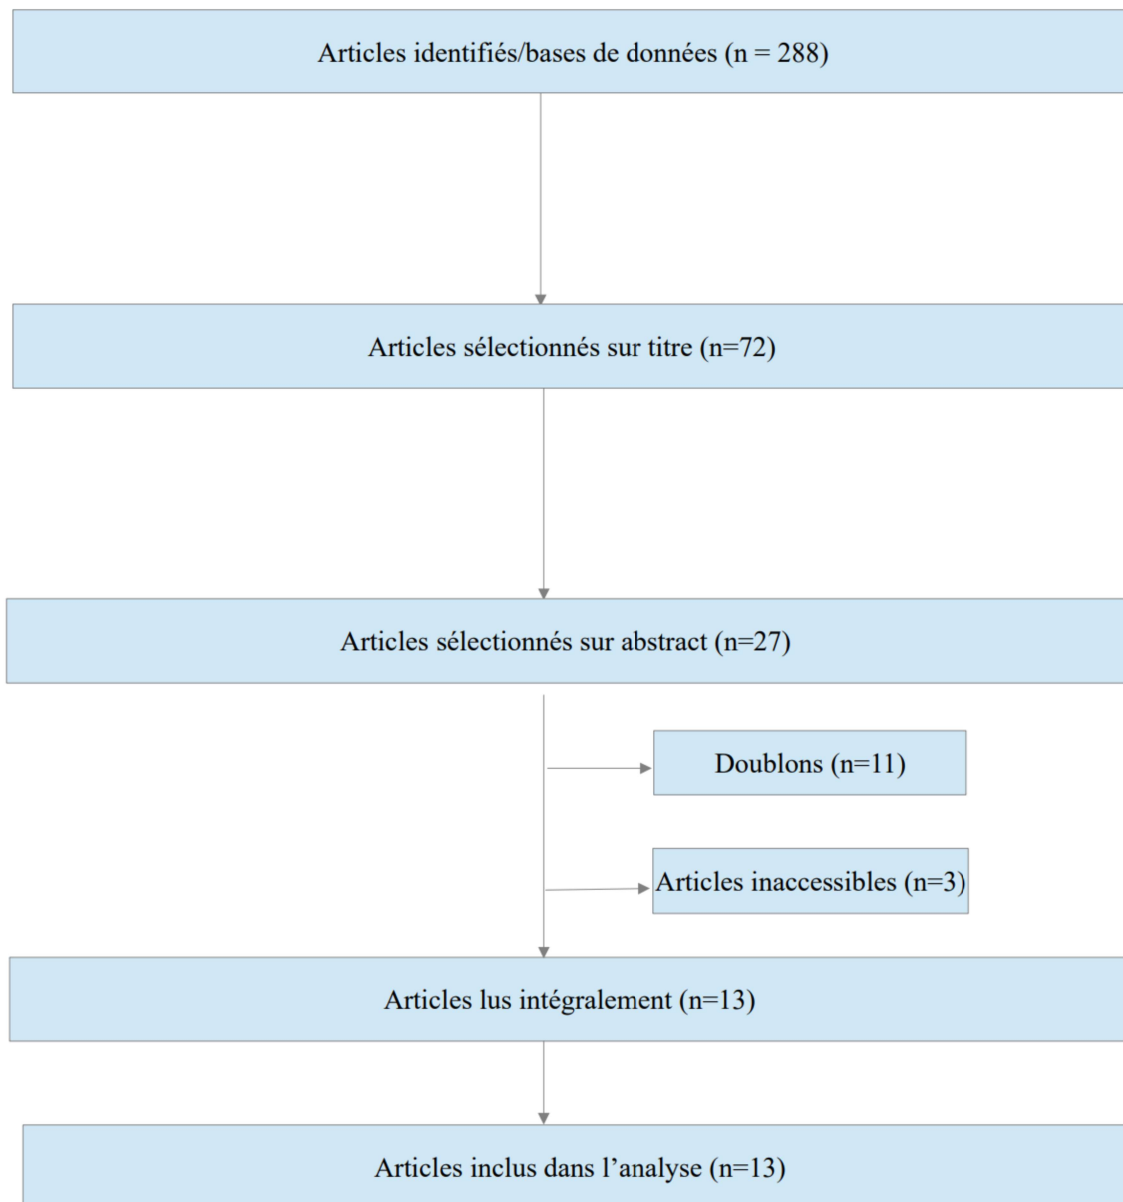 Articles identifiés/bases de données (n = 288)
Articles sélectionnés sur titre (n=72)
Articles sélectionnés sur abstract (n=27)
Doublons (n=11)
Articles inaccessibles (n=3)
Articles lus intégralement (n=13)
Articles inclus dans l’analyse (n=13)